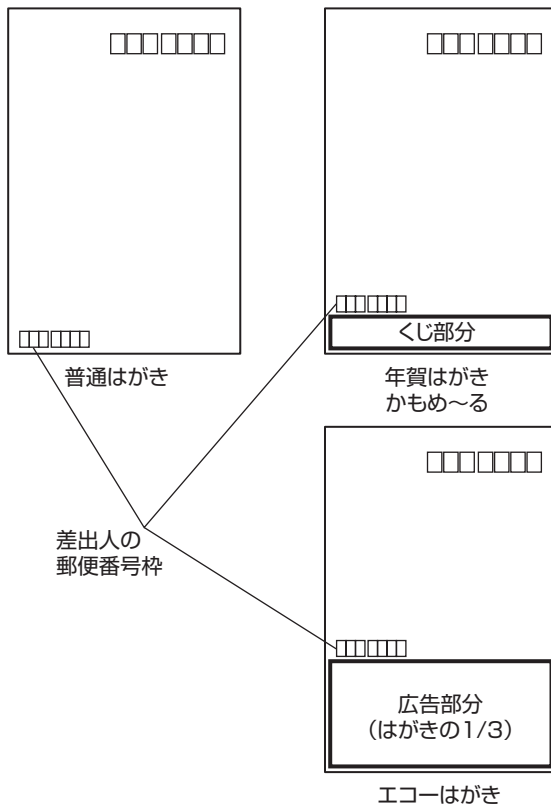 普通はがき
くじ部分
年賀はがき
かもめ〜る
差出人の
郵便番号枠
広告部分
(はがきの1/3)
エコーはがき